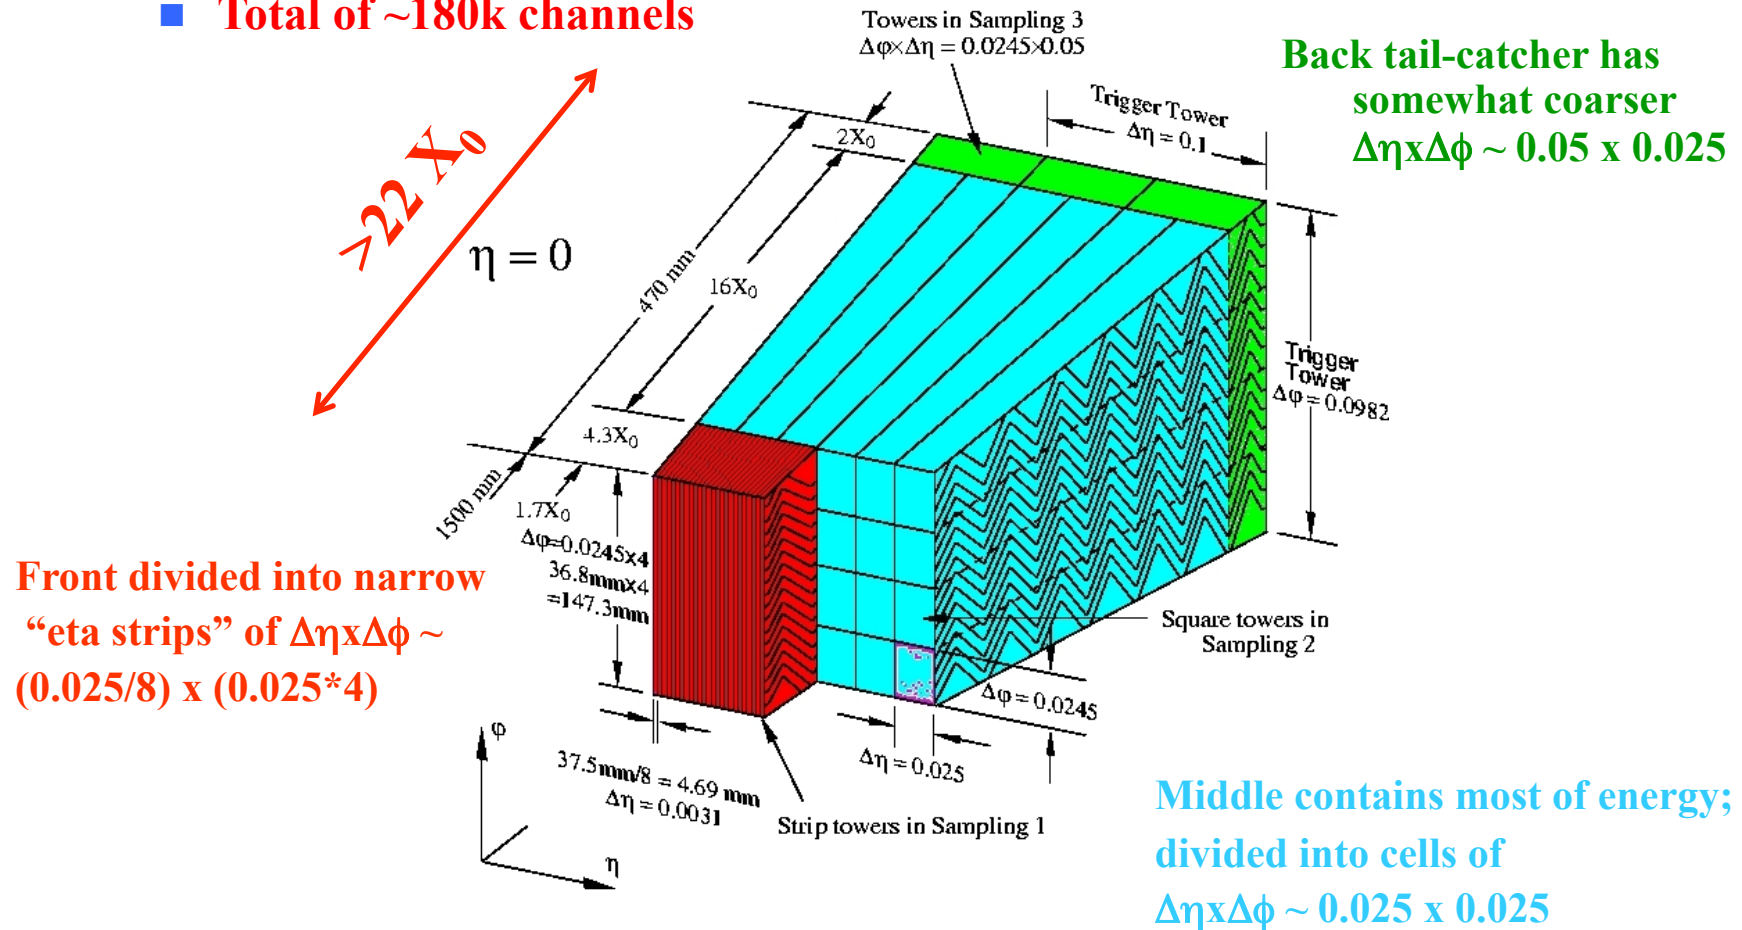 ■ Total of ~180k channels
Towers in Sampling 3
Δφ×Δη = 0.0245×0.05
Back tail-catcher has
somewhat coarser
ΔηxΔϕ ~ 0.05 x 0.025
Trigger Tower
Δη = 0.1
2X₀
>22 X₀
η = 0
470 mm
16X₀
Trigger
Tower
Δφ = 0.0982
4.3X₀
1500 mm
1.7X₀
Δφ=0.0245x4
36.8mmx4
=147.3mm
Front divided into narrow
“eta strips” of ΔηxΔϕ ~
(0.025/8) x (0.025*4)
Square towers in
Sampling 2
Δφ = 0.0245
Δη = 0.025
φ
37.5mm/8 = 4.69 mm
Δη = 0.0031
Strip towers in Sampling 1
η
Middle contains most of energy;
divided into cells of
ΔηxΔϕ ~ 0.025 x 0.025